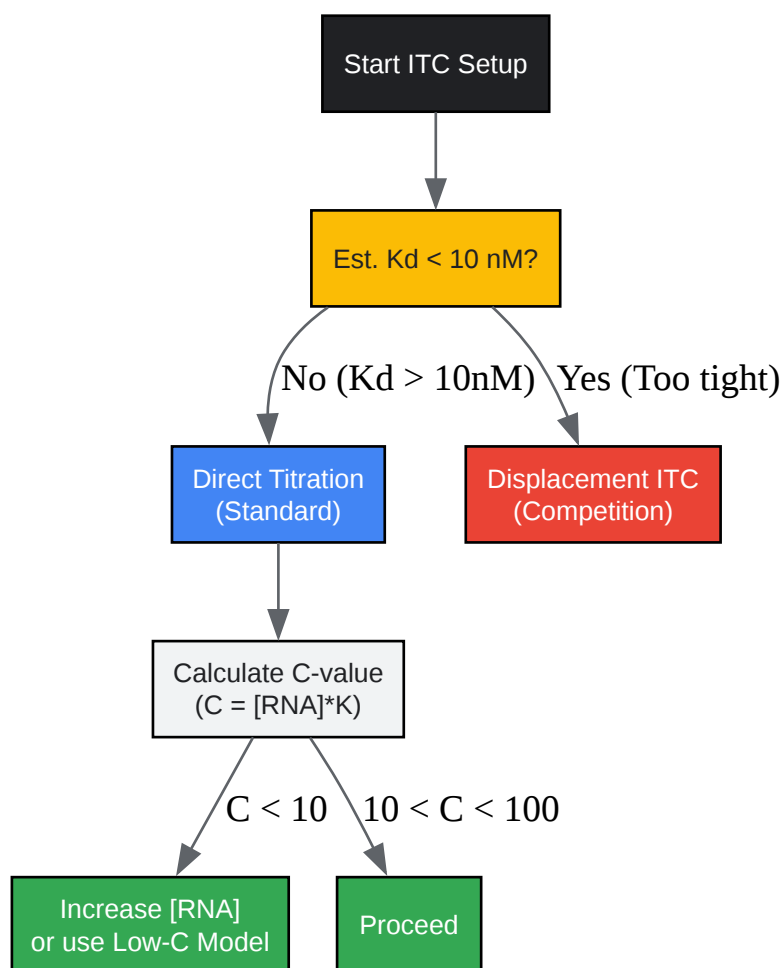 Start ITC Setup
Est. Kd < 10 nM?
No (Kd > 10nM)
Yes (Too tight)
Direct Titration
(Standard)
Displacement ITC
(Competition)
Calculate C-value
(C = [RNA]*K)
C < 10
10 < C < 100
Increase [RNA]
or use Low-C Model
Proceed